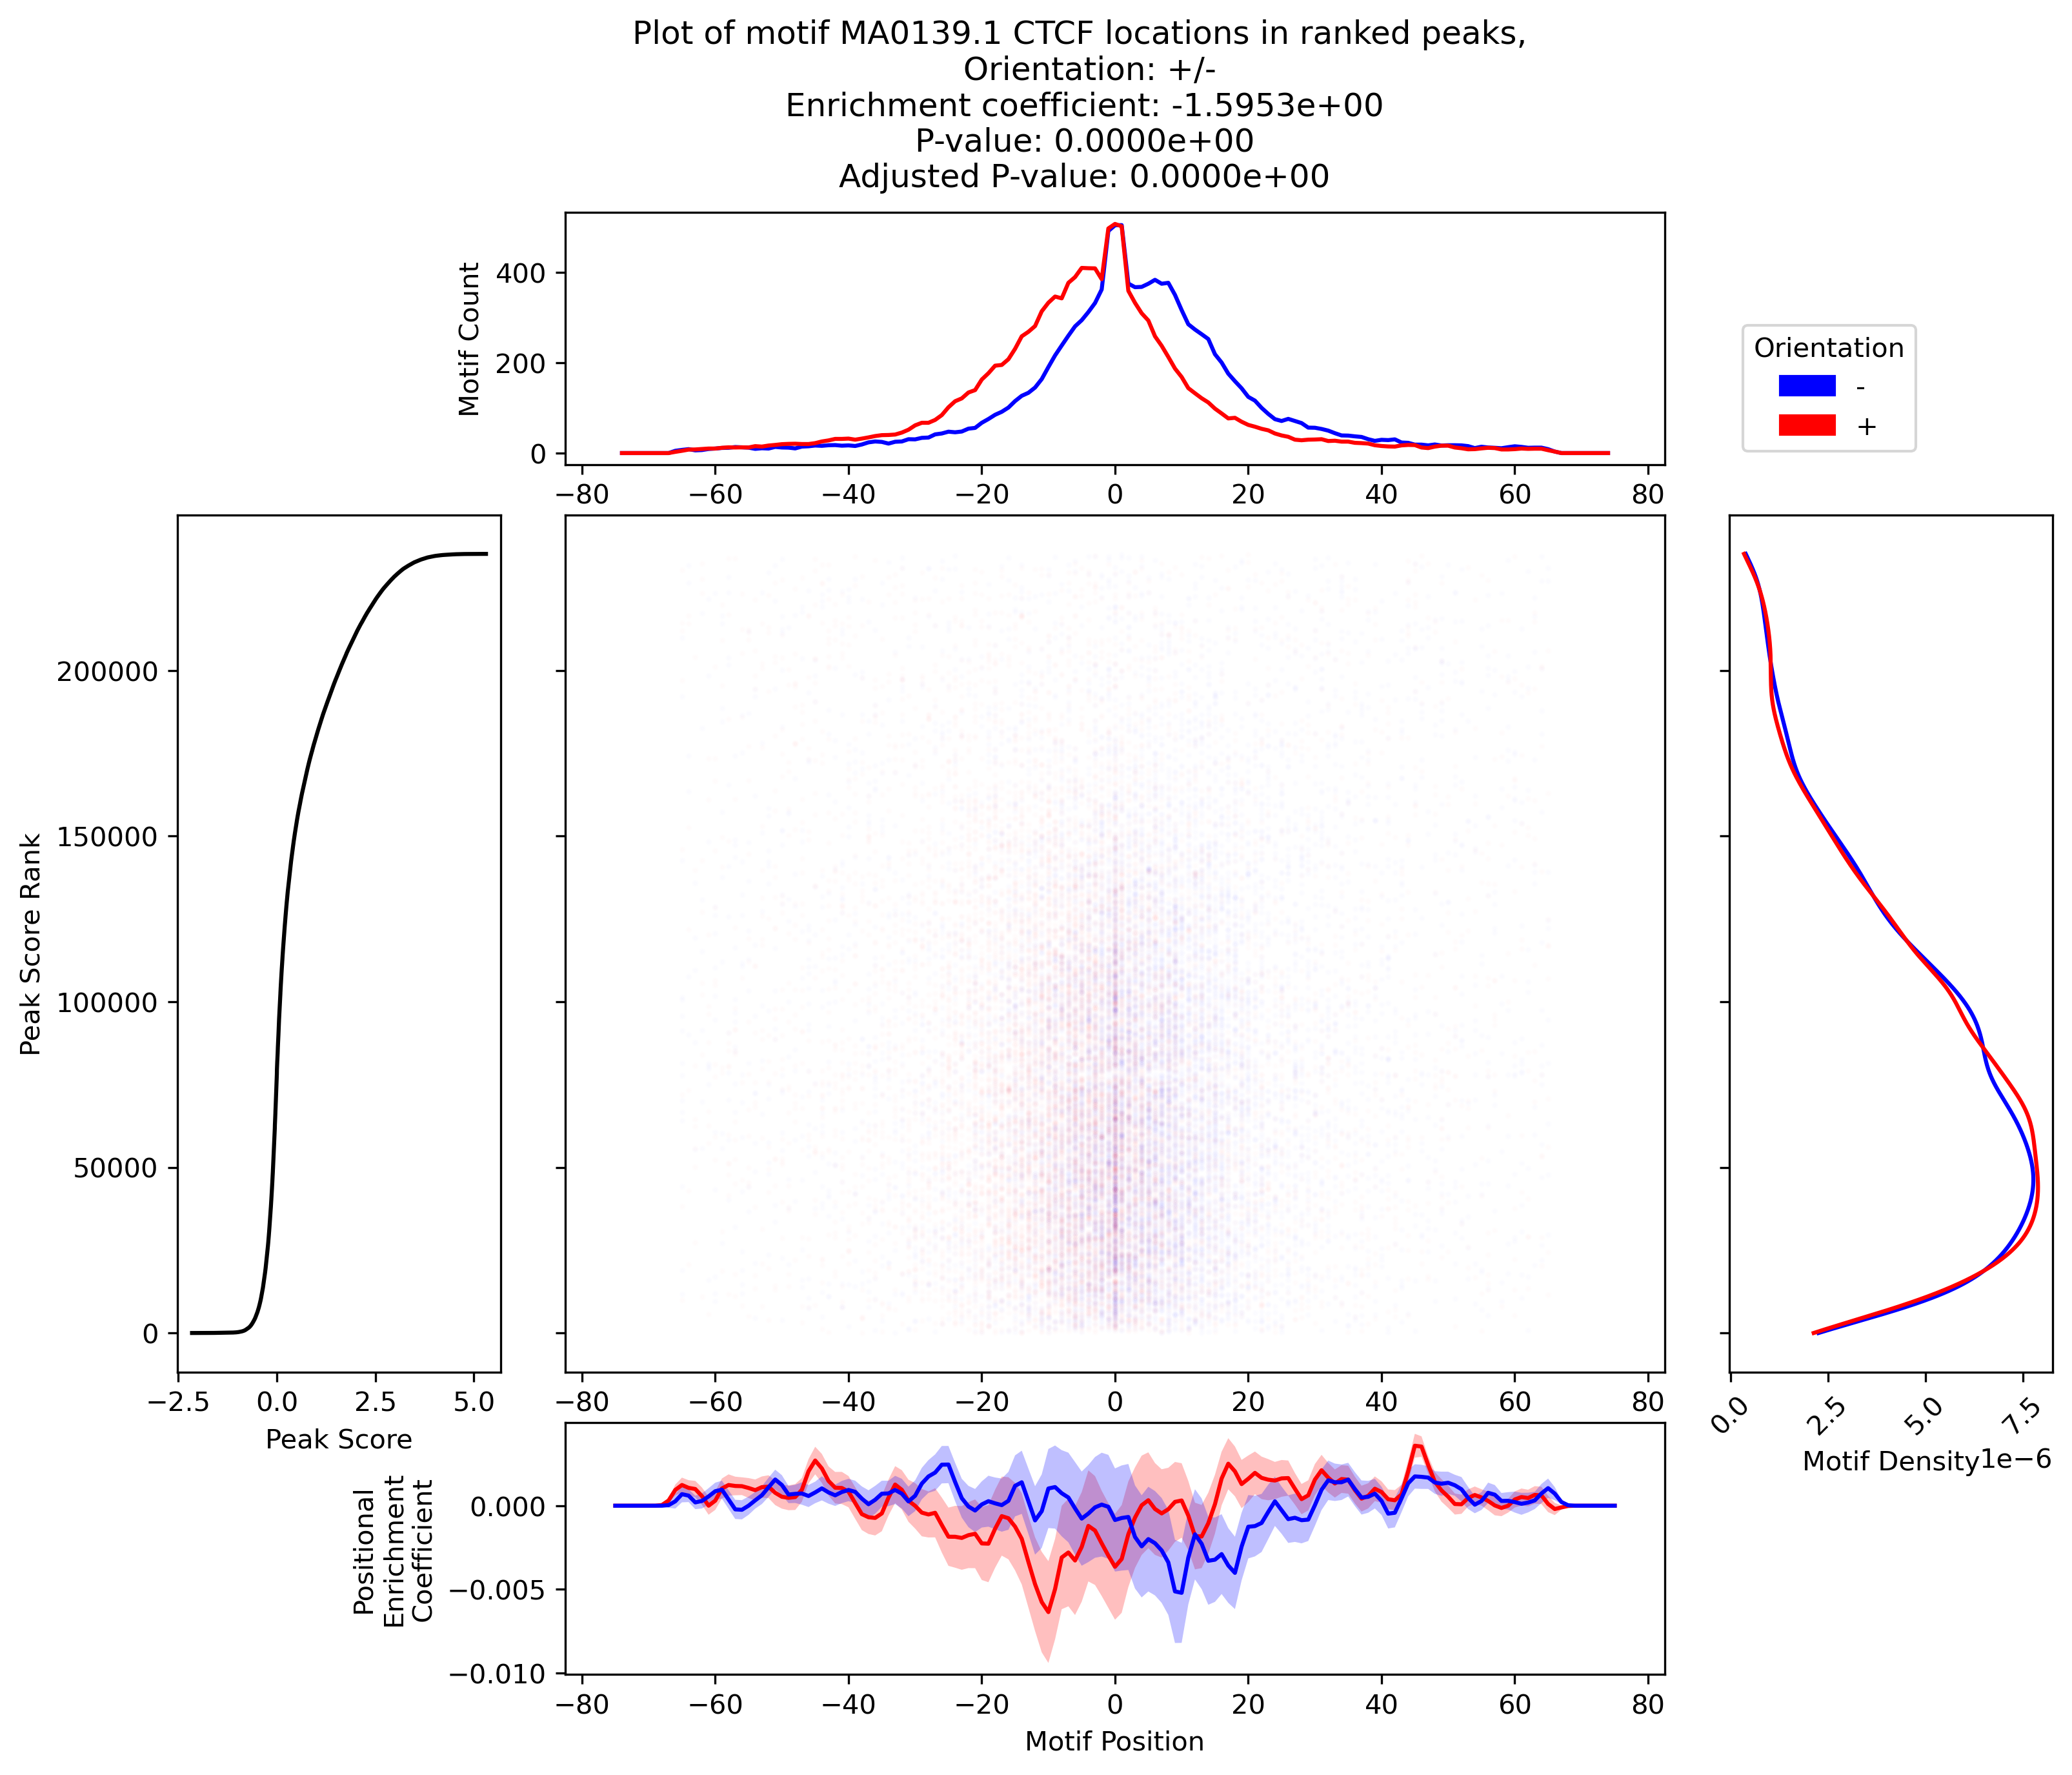 Plot of motif MA0139.1 CTCF locations in ranked peaks,
Orientation: +/-
Enrichment coefficient: -1.5953e+00
P-value: 0.0000e+00
Adjusted P-value: 0.0000e+00
Motif Count
400
200
0
−80 −60 −40 −20 0 20 40 60 80
Orientation
-
+
Peak Score Rank
200000
150000
100000
50000
0
−2.5 0.0 2.5 5.0
Peak Score
−80 −60 −40 −20 0 20 40 60 80
0.0 2.5 5.0 7.5
Motif Density 1e−6
Positional
Enrichment
Coefficient
0.000
−0.005
−0.010
−80 −60 −40 −20 0 20 40 60 80
Motif Position